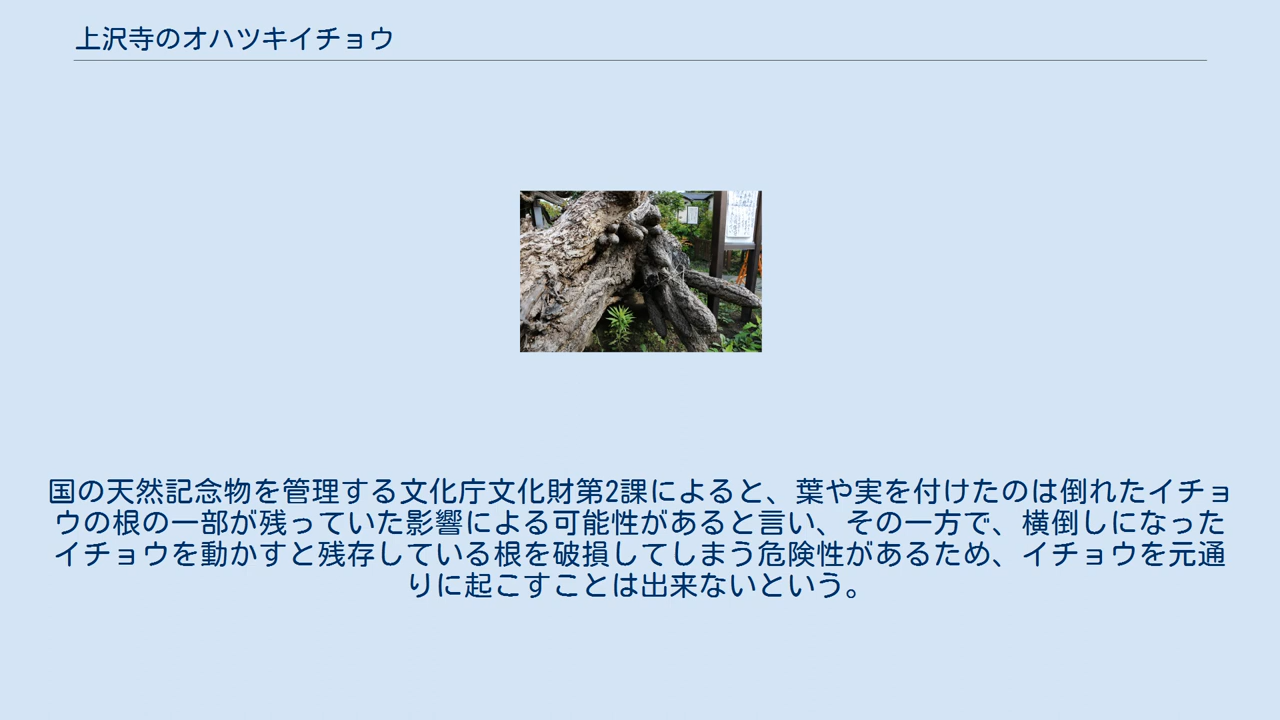 上沢寺のオハツキイチョウ
国の天然記念物を管理する文化庁文化財第2課によると、葉や実を付けたのは倒れたイチョ
ウの根の一部が残っていた影響による可能性があると言い、その一方で、横倒しになった
イチョウを動かすと残存している根を破損してしまう危険性があるため、イチョウを元通
りに起こすことは出来ないという。